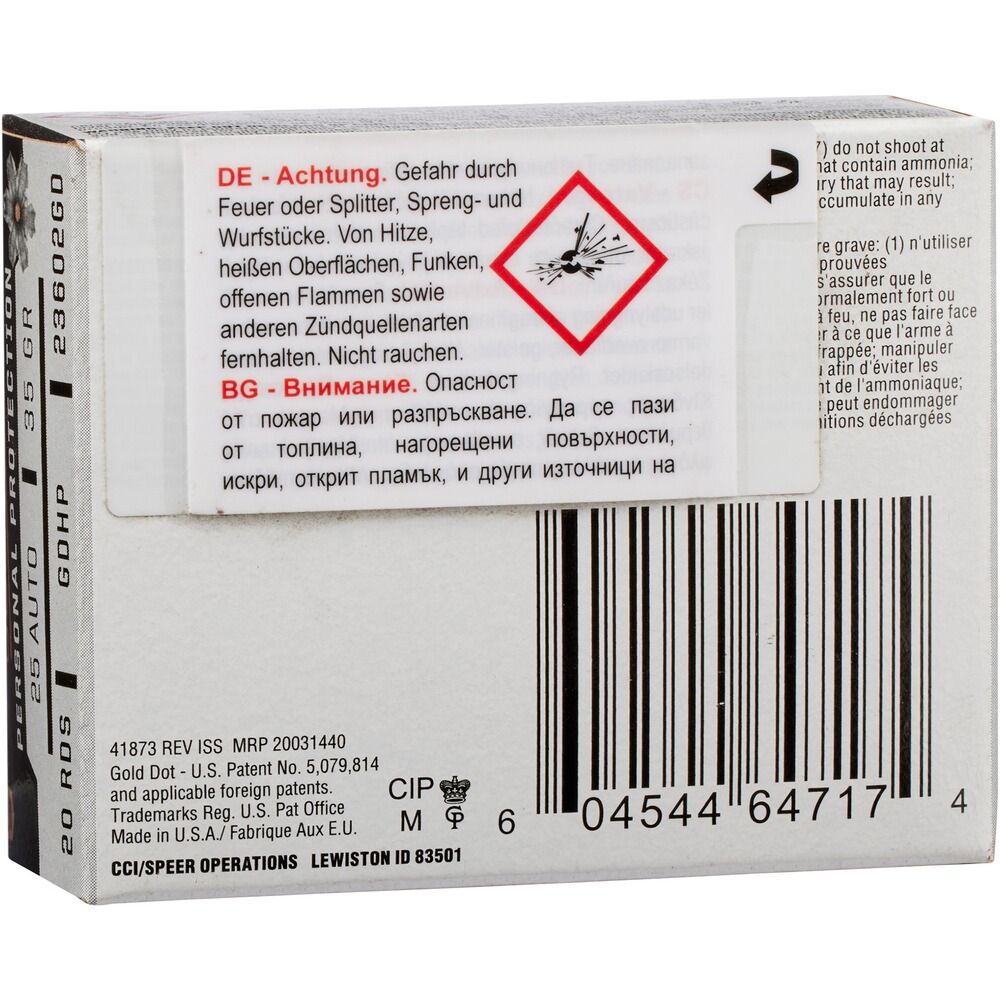 PERSONAL PROTECTION
25 AUTO 35 GR
20 RDS GDHP 23602GD
DE - Achtung. Gefahr durch
Feuer oder Splitter, Spreng- und
Wurfstücke. Von Hitze,
heißen Oberflächen, Funken,
offenen Flammen sowie
anderen Zündquellenarten
fernhalten. Nicht rauchen.
BG - Внимание. Опасност
от пожар или разпръскване. Да се пази
от топлина, нагорещени повърхности,
искри, открит пламък, и други източници на
7) do not shoot at
that contain ammonia;
ry that may result;
ccumulate in any
re grave: (1) n'utiliser
prouvées
s'assurer que le
ormalement fort ou
à feu, ne pas faire face
er à ce que l'arme à
frappée; manipuler
afin d'éviter les
nt de l'ammoniaque;
peut endommager
nitions déchargées
41873 REV ISS MRP 20031440
Gold Dot - U.S. Patent No. 5,079,814
and applicable foreign patents.
Trademarks Reg. U.S. Pat Office
Made in U.S.A./ Fabrique Aux E.U.
CCI/SPEER OPERATIONS LEWISTON ID 83501
CIP
M
6 04544 64717 4